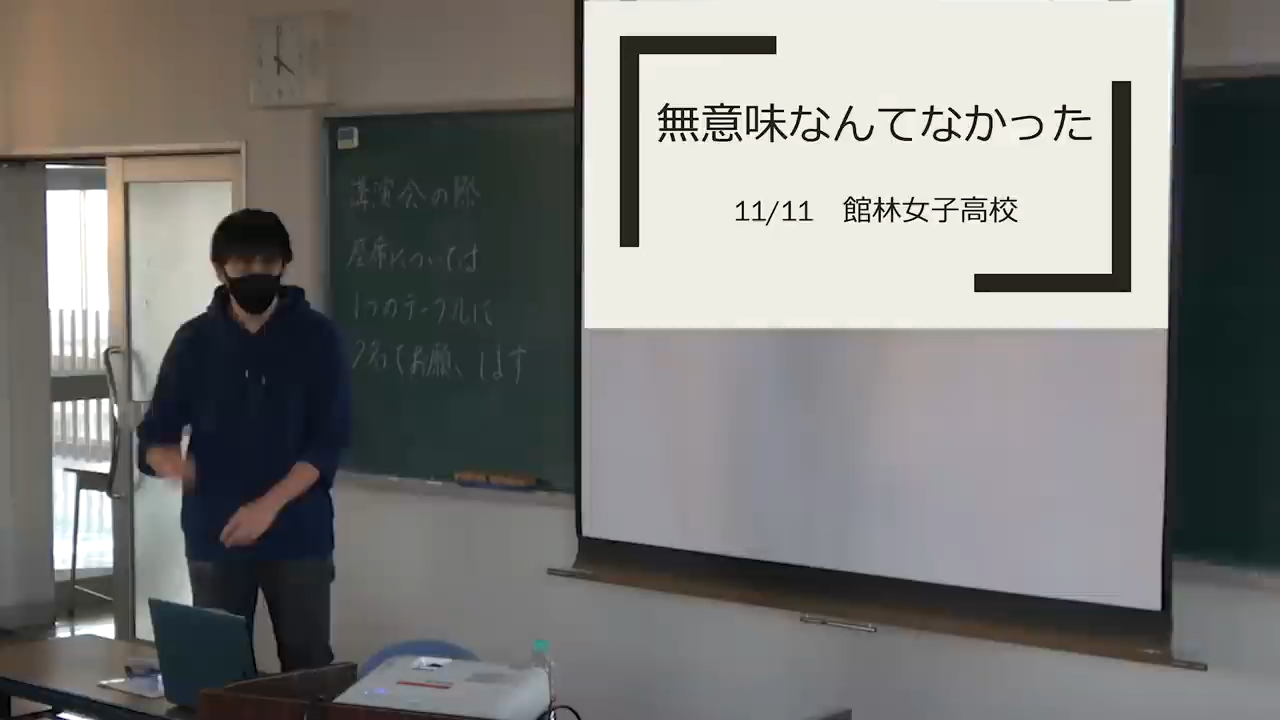 無意味なんてなかった
11/11 館林女子高校
講演会の際
座席については
1つのテーブルに
2名でお願いします